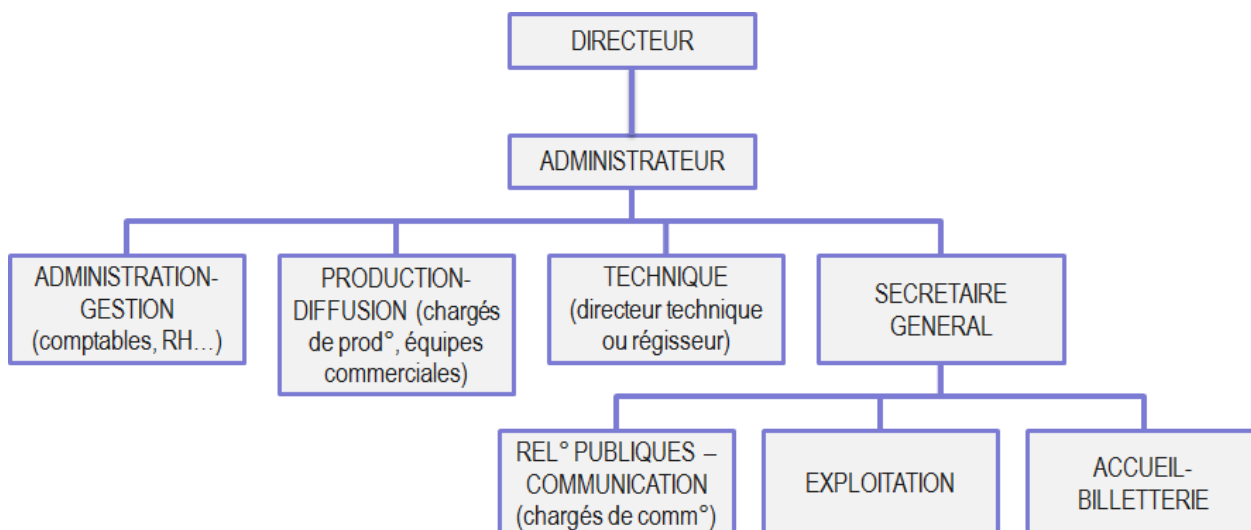 DIRECTEUR
ADMINISTRATEUR
ADMINISTRATION-
GESTION
(comptables, RH…)
PRODUCTION-
DIFFUSION (chargés
de prod°, équipes
commerciales)
TECHNIQUE
(directeur technique
ou régisseur)
SECRETAIRE
GENERAL
REL° PUBLIQUES –
COMMUNICATION
(chargés de comm°)
EXPLOITATION
ACCUEIL-
BILLETTERIE